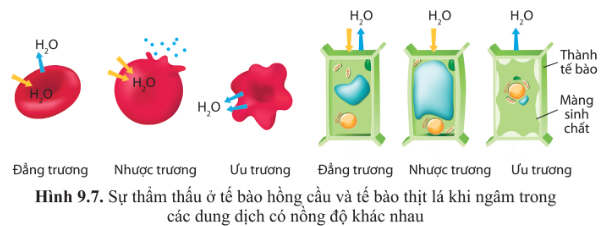 H₂O
H₂O
H₂O
H₂O
H₂O
H₂O
H₂O
Thành
tế bào
Màng
sinh
chất
Đẳng trương
Nhược trương
Ưu trương
Đẳng trương
Nhược trương
Ưu trương
Hình 9.7. Sự thẩm thấu ở tế bào hồng cầu và tế bào thịt lá khi ngâm trong
các dung dịch có nồng độ khác nhau